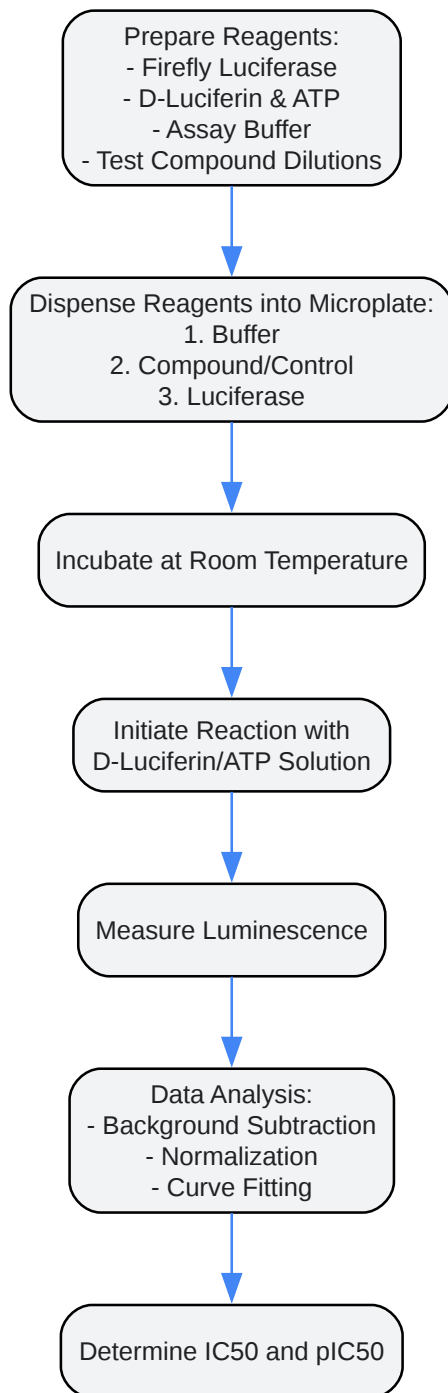 Prepare Reagents:
- Firefly Luciferase
- D-Luciferin & ATP
- Assay Buffer
- Test Compound Dilutions
Dispense Reagents into Microplate:
1. Buffer
2. Compound/Control
3. Luciferase
Incubate at Room Temperature
Initiate Reaction with
D-Luciferin/ATP Solution
Measure Luminescence
Data Analysis:
- Background Subtraction
- Normalization
- Curve Fitting
Determine IC50 and pIC50